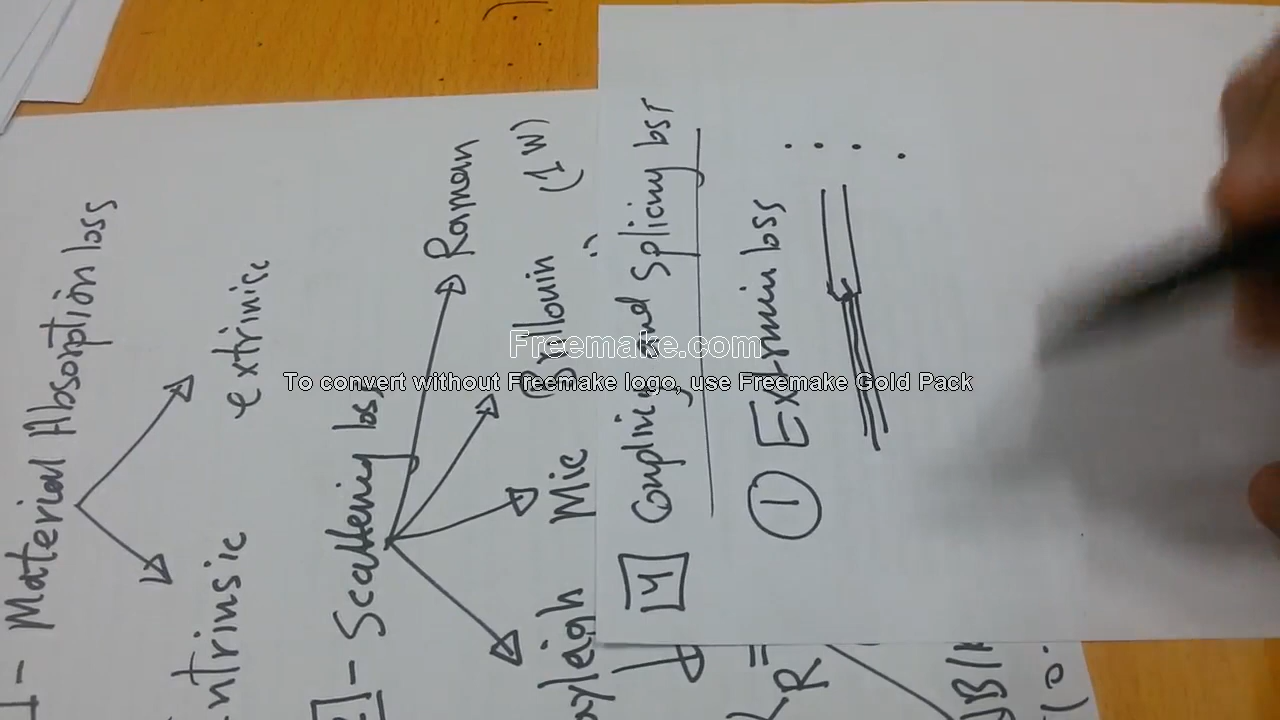 1- Material Absorption loss
intrinsic extrinsic
2 - Scattering loss
Rayleigh Mie Brillouin Raman
(1 W)
4 Coupling and Splicing loss
1 Extrinsic loss
Freemake.com
To convert without Freemake logo, use Freemake Gold Pack